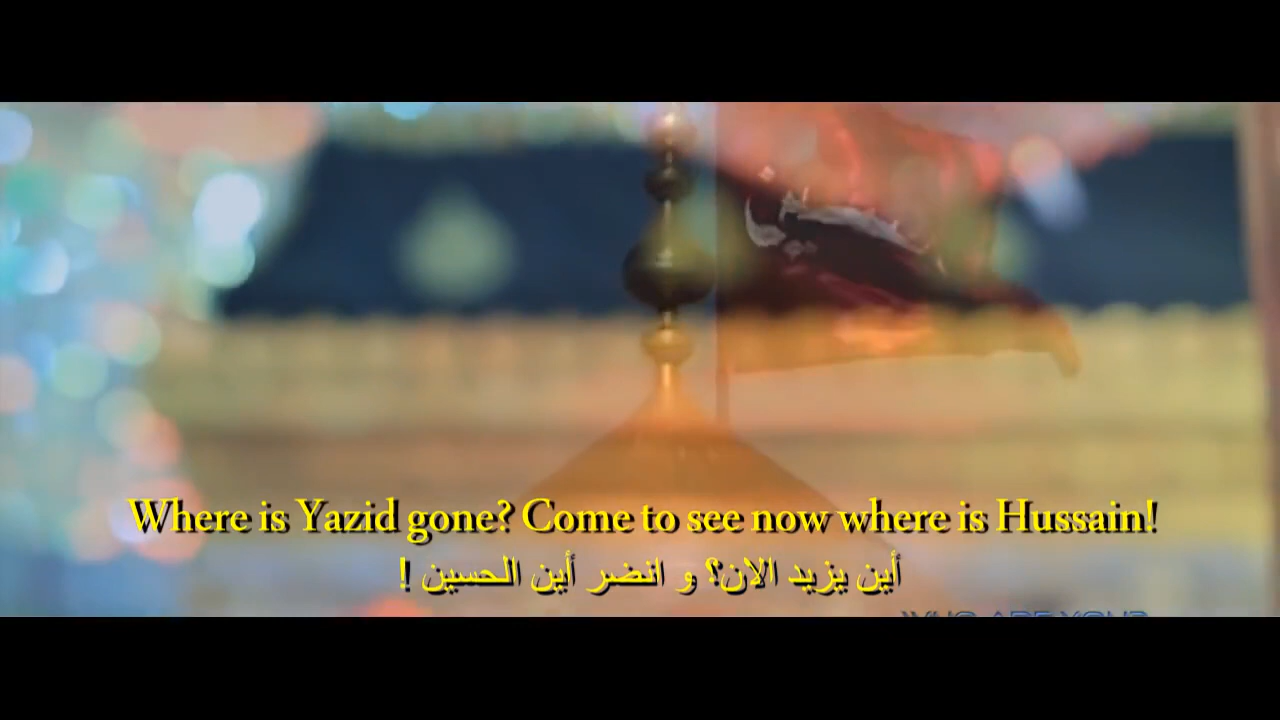 Where is Yazid gone? Come to see now where is Hussain!
أين يزيد الان؟ و انضر أين الحسين !